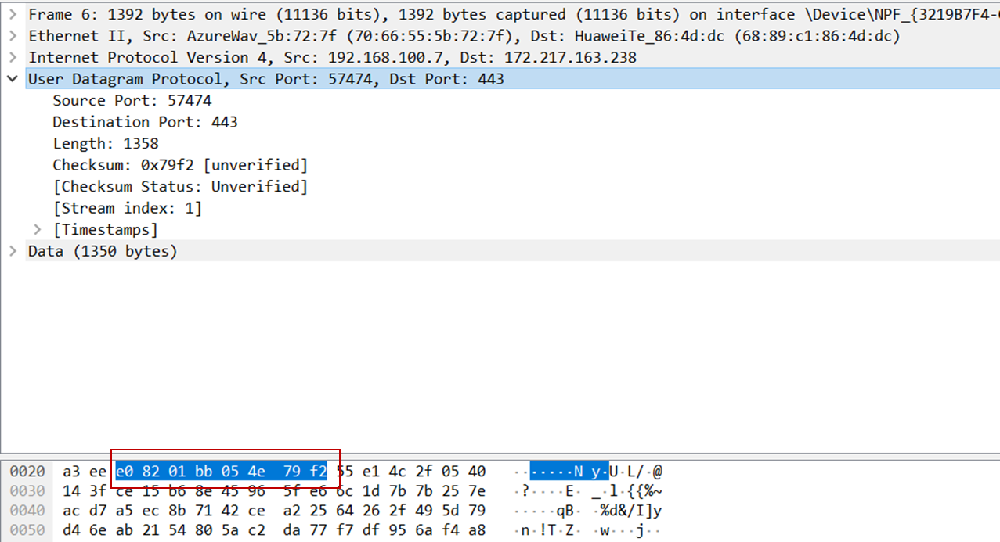 Frame 6: 1392 bytes on wire (11136 bits), 1392 bytes captured (11136 bits) on interface \Device\NPF_{3219B7F4-
Ethernet II, Src: AzureWav_5b:72:7f (70:66:55:5b:72:7f), Dst: HuaweiTe_86:4d:dc (68:89:c1:86:4d:dc)
Internet Protocol Version 4, Src: 192.168.100.7, Dst: 172.217.163.238
User Datagram Protocol, Src Port: 57474, Dst Port: 443
Source Port: 57474
Destination Port: 443
Length: 1358
Checksum: 0x79f2 [unverified]
[Checksum Status: Unverified]
[Stream index: 1]
[Timestamps]
Data (1350 bytes)
0020 a3 ee e0 82 01 bb 05 4e 79 f2 55 e1 4c 2f 05 40 ·······N y·U·L/·@
0030 14 3f ce 15 b6 8e 45 96 5f e6 6c 1d 7b 7b 25 7e ·?····E· _·l·{{%~
0040 ac d7 a5 ec 8b 71 42 ce a2 25 64 26 2f 49 5d 79 ·····qB· ·%d&/I]y
0050 d4 6e ab 21 54 80 5a c2 da 77 f7 df 95 6a f4 a8 ·n·!T·Z· ·w···j··